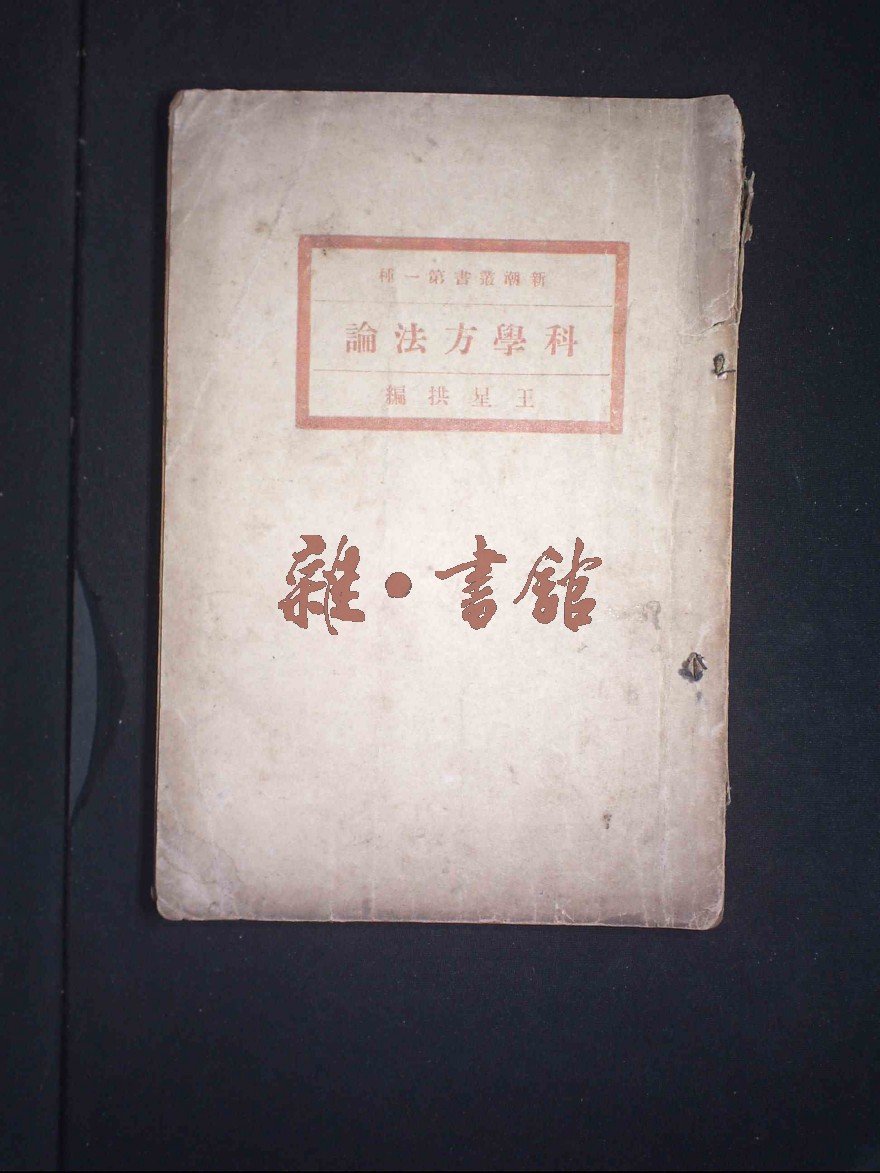 新潮叢書第一種
科學方法論
王星拱編
雜・書館